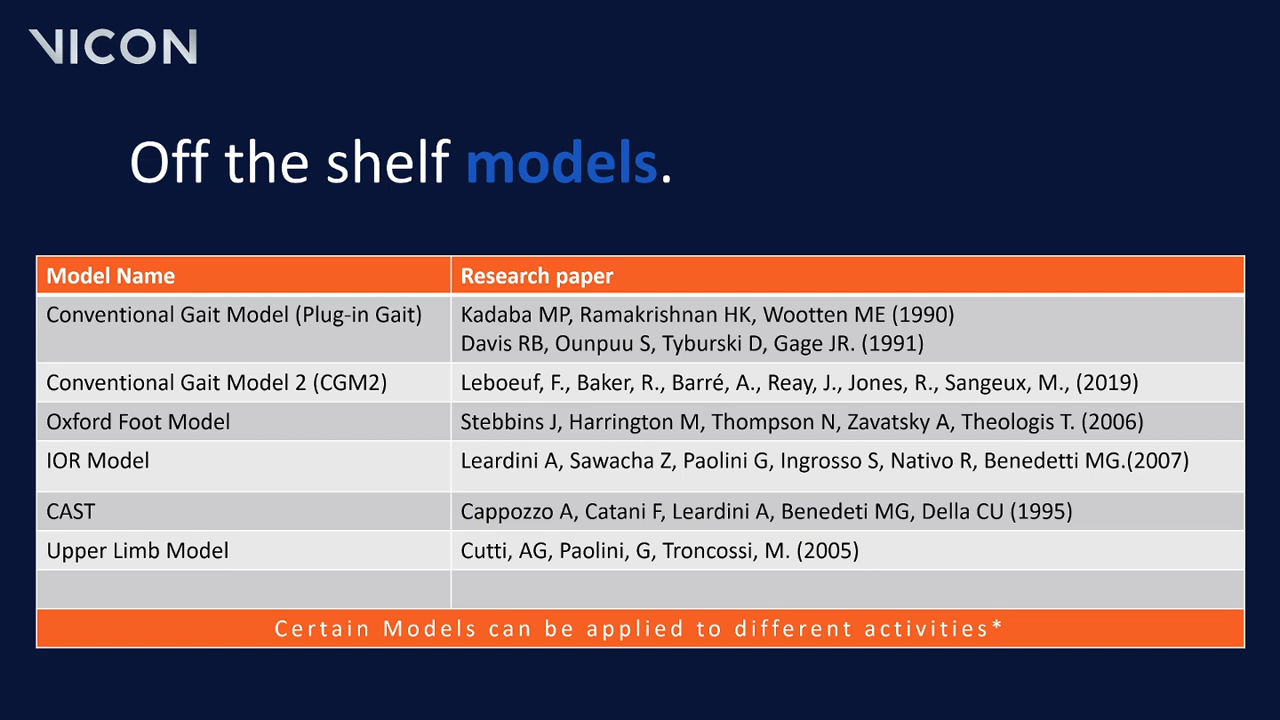 VICON
Off the shelf models.
Model Name
Research paper
Conventional Gait Model (Plug-in Gait)
Kadaba MP, Ramakrishnan HK, Wootten ME (1990)
Davis RB, Ounpuu S, Tyburski D, Gage JR. (1991)
Conventional Gait Model 2 (CGM2)
Leboeuf, F., Baker, R., Barré, A., Reay, J., Jones, R., Sangeux, M., (2019)
Oxford Foot Model
Stebbins J, Harrington M, Thompson N, Zavatsky A, Theologis T. (2006)
IOR Model
Leardini A, Sawacha Z, Paolini G, Ingrosso S, Nativo R, Benedetti MG.(2007)
CAST
Cappozzo A, Catani F, Leardini A, Benedeti MG, Della CU (1995)
Upper Limb Model
Cutti, AG, Paolini, G, Troncossi, M. (2005)
Certain Models can be applied to different activities*